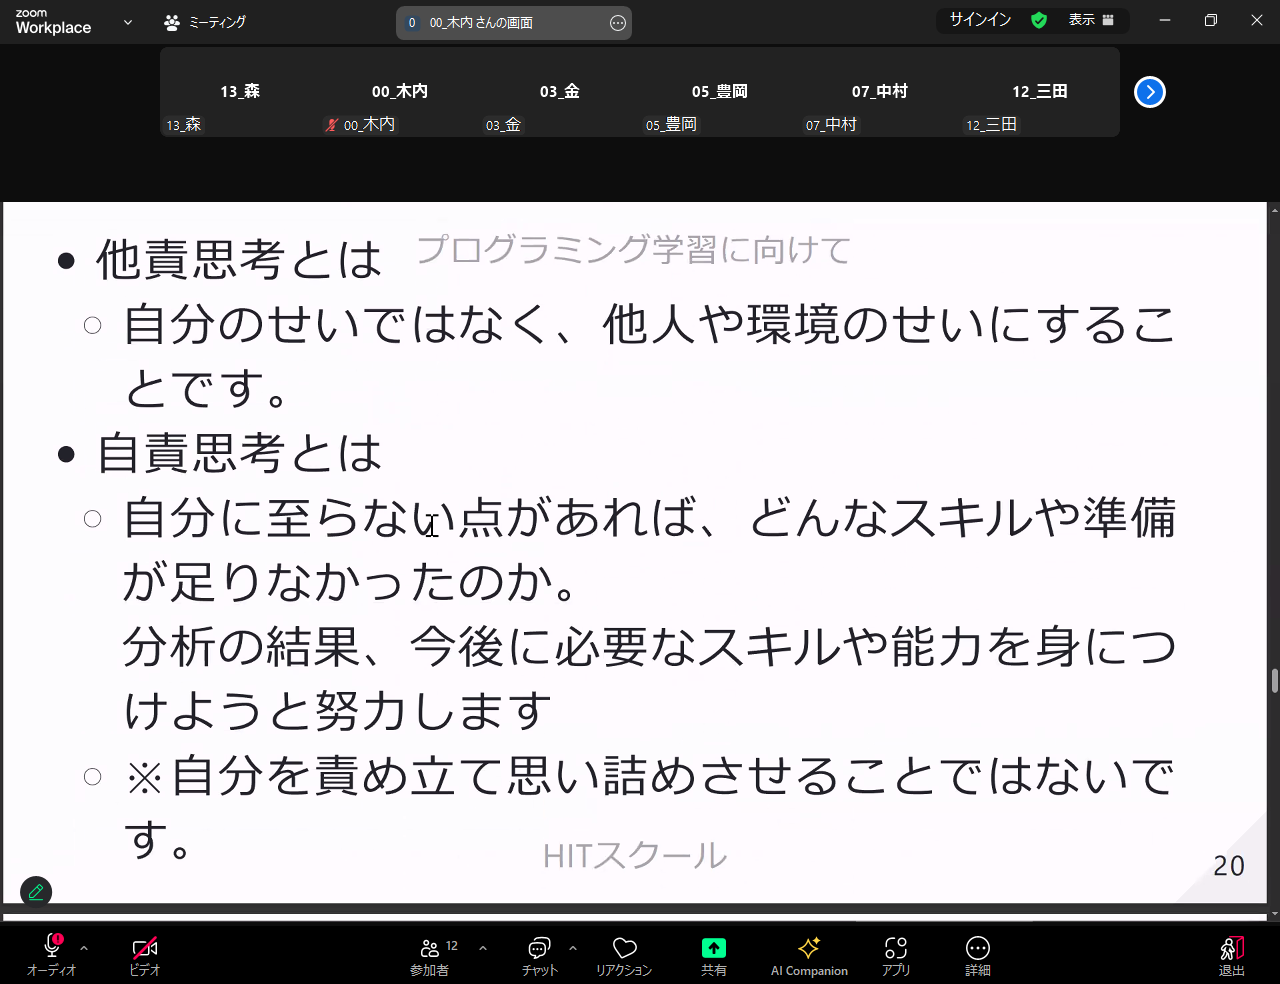 zoom
Workplace
ミーティング
0 00_木内 さんの画面
サインイン
表示
13_森
00_木内
03_金
05_豊岡
07_中村
12_三田
13_森
00_木内
03_金
05_豊岡
07_中村
12_三田
プログラミング学習に向けて
• 他責思考とは
○ 自分のせいではなく、他人や環境のせいにするこ
とです。
• 自責思考とは
○ 自分に至らない点があれば、どんなスキルや準備
が足りなかったのか。
分析の結果、今後に必要なスキルや能力を身につ
けようと努力します
○ ※自分を責め立て思い詰めさせることではないで
す。
HITスクール
20
オーディオ
ビデオ
参加者
12
チャット
リアクション
共有
AI Companion
アプリ
詳細
退出